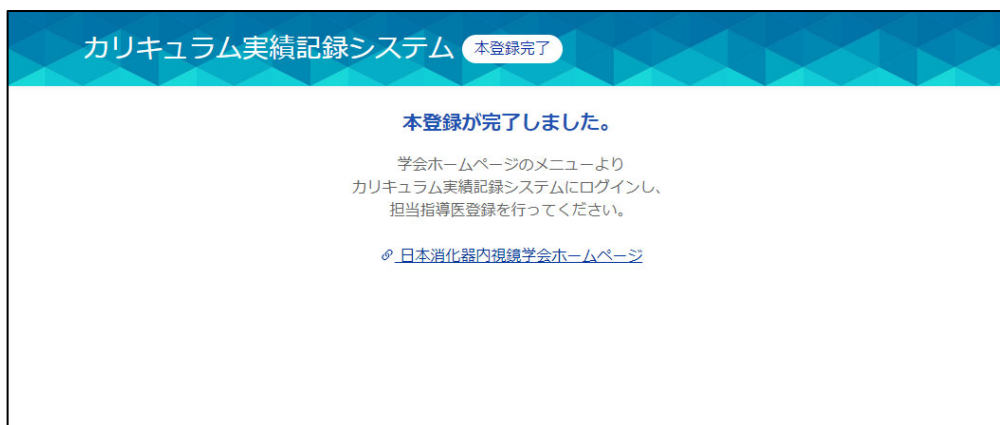 カリキュラム実績記録システム 本登録完了
本登録が完了しました。
学会ホームページのメニューより
カリキュラム実績記録システムにログインし、
担当指導医登録を行ってください。
日本消化器内視鏡学会ホームページ